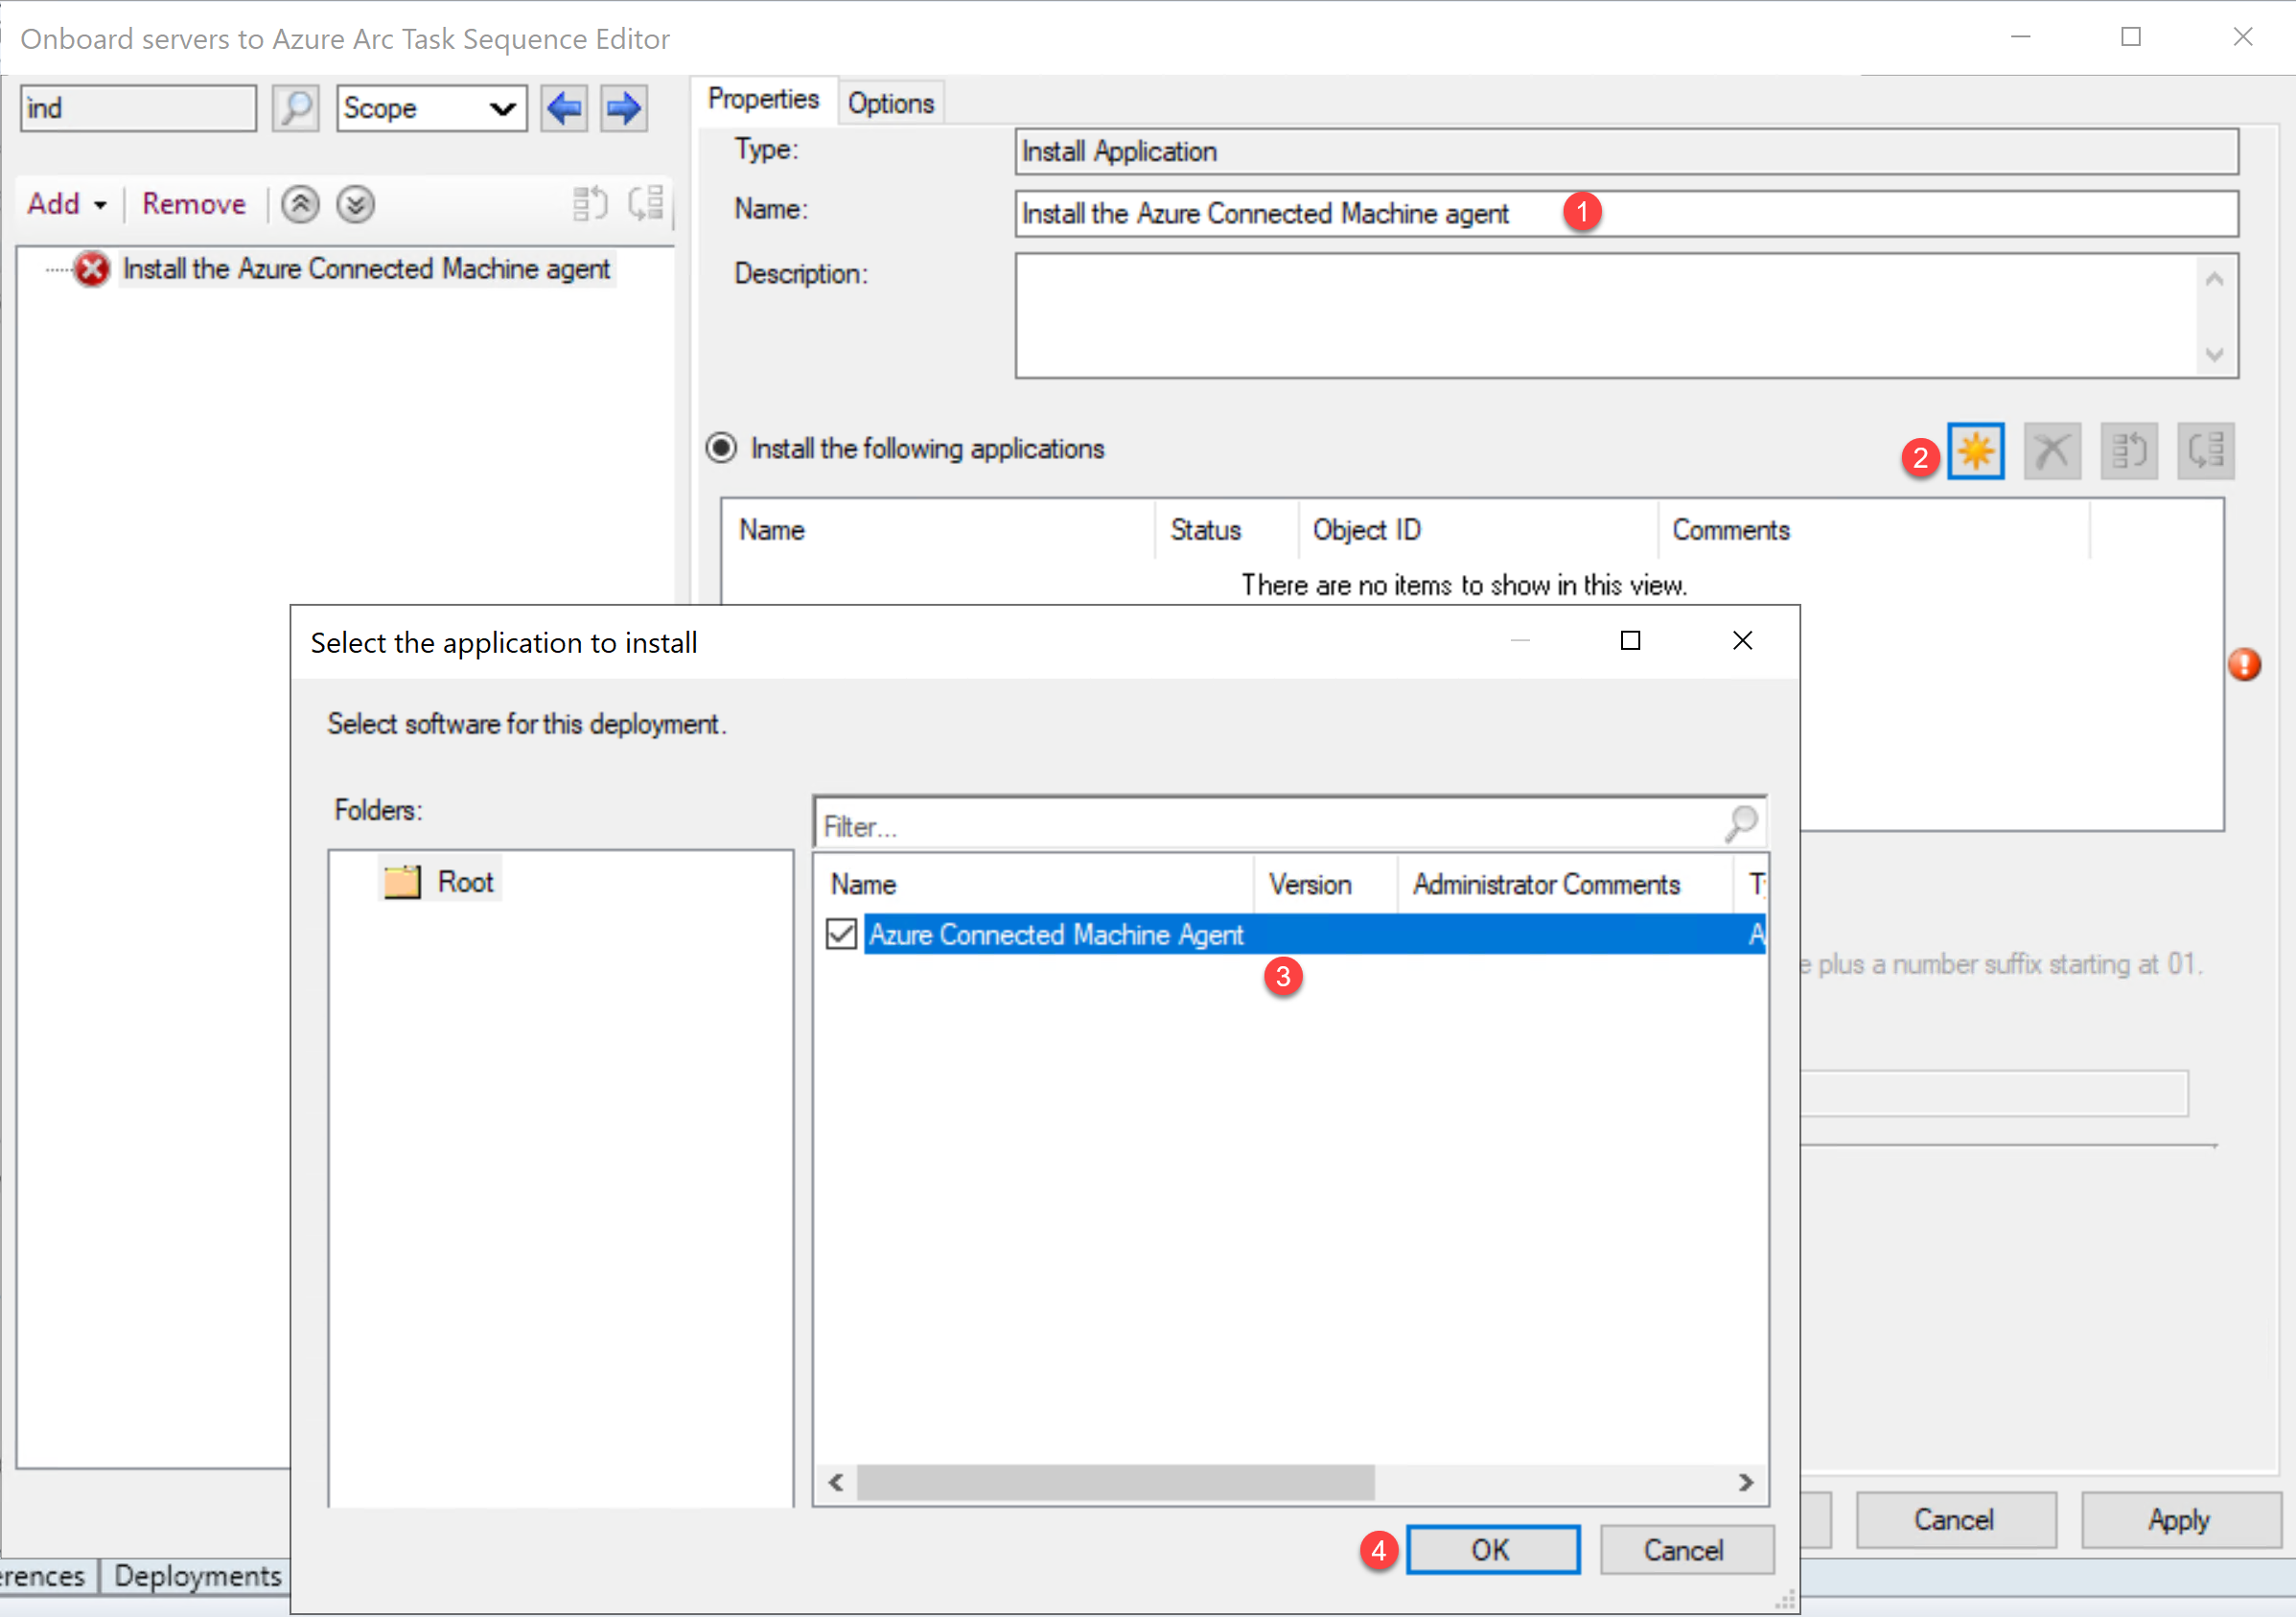 Onboard servers to Azure Arc Task Sequence Editor
ind
Scope
Properties
Options
Add
Remove
Install the Azure Connected Machine agent
Type:
Install Application
Name:
Install the Azure Connected Machine agent
1
Description:
Install the following applications
2
Name Status Object ID Comments
There are no items to show in this view.
Select the application to install
Select software for this deployment.
Folders:
Root
Filter...
Name Version Administrator Comments
Azure Connected Machine Agent
3
e plus a number suffix starting at 01.
4
OK
Cancel
Cancel
Apply
erences
Deployments